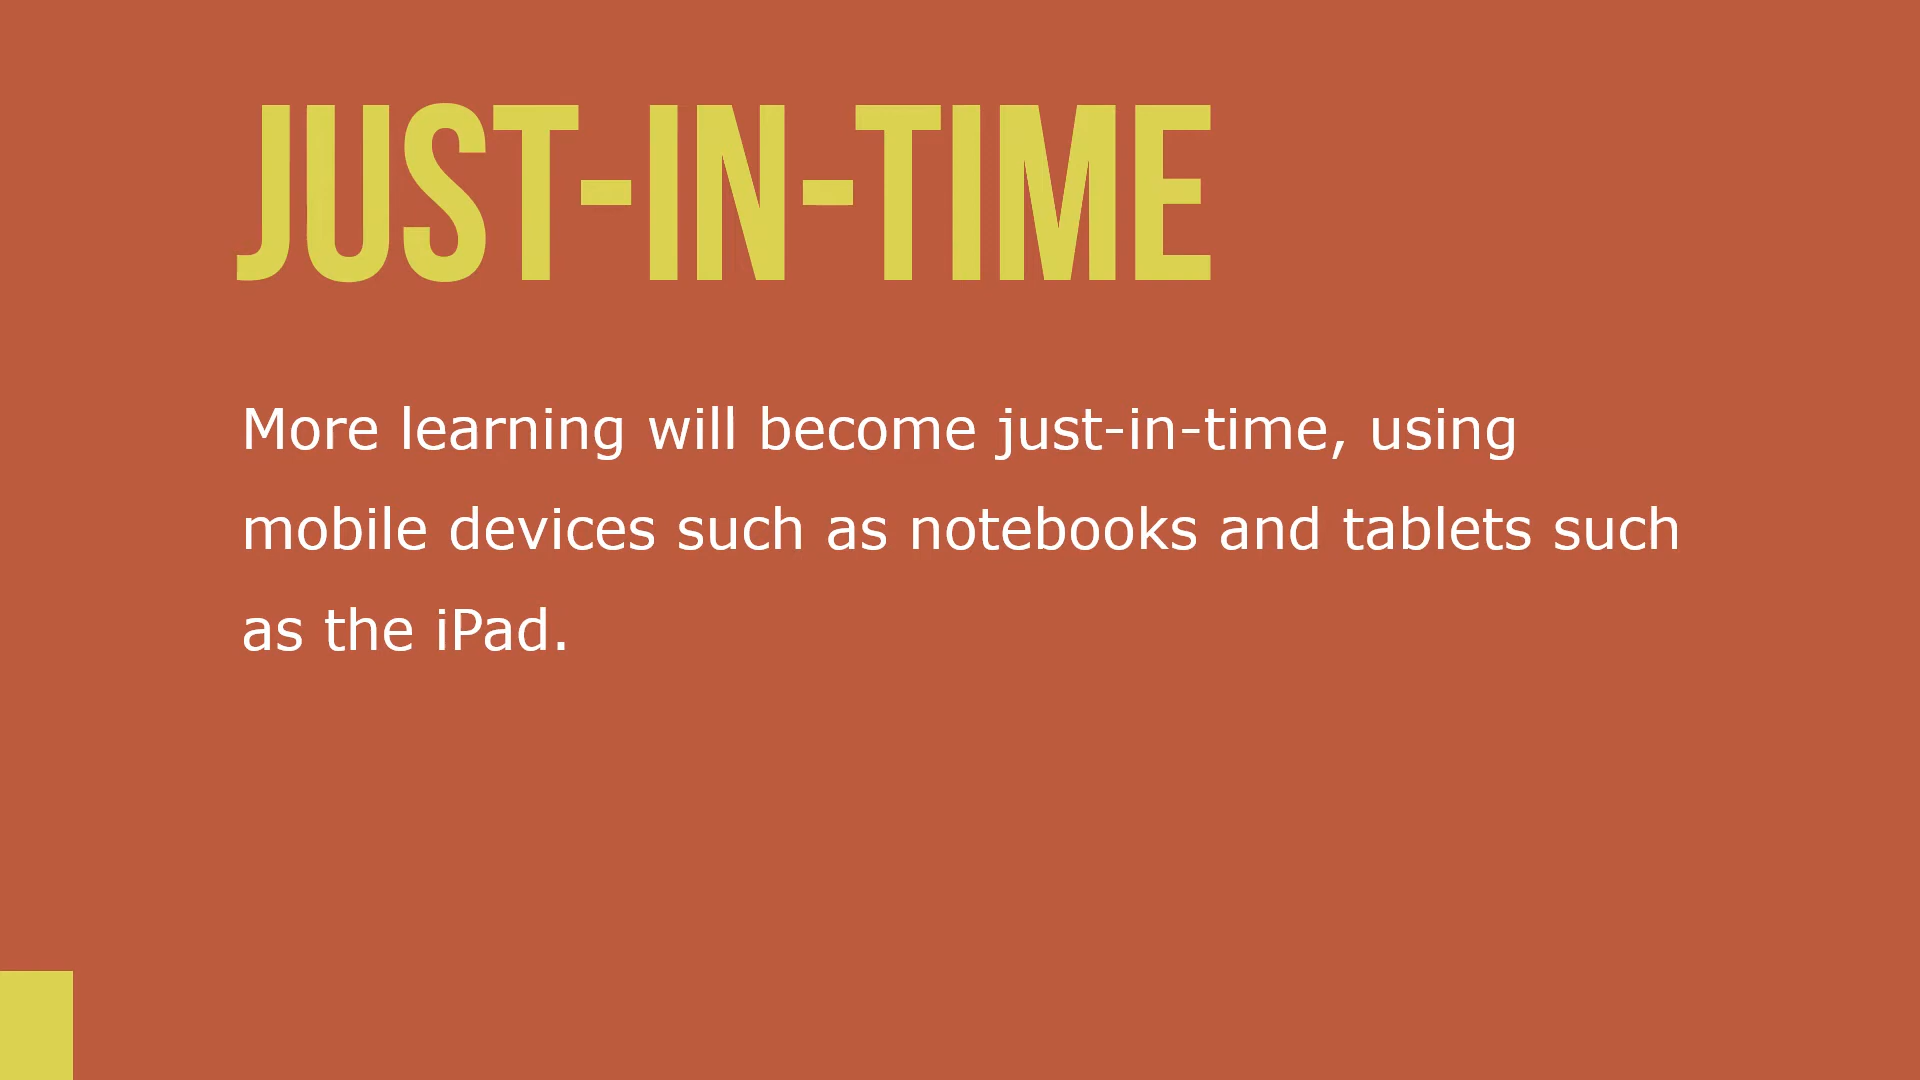 JUST-IN-TIME
More learning will become just-in-time, using
mobile devices such as notebooks and tablets such
as the iPad.